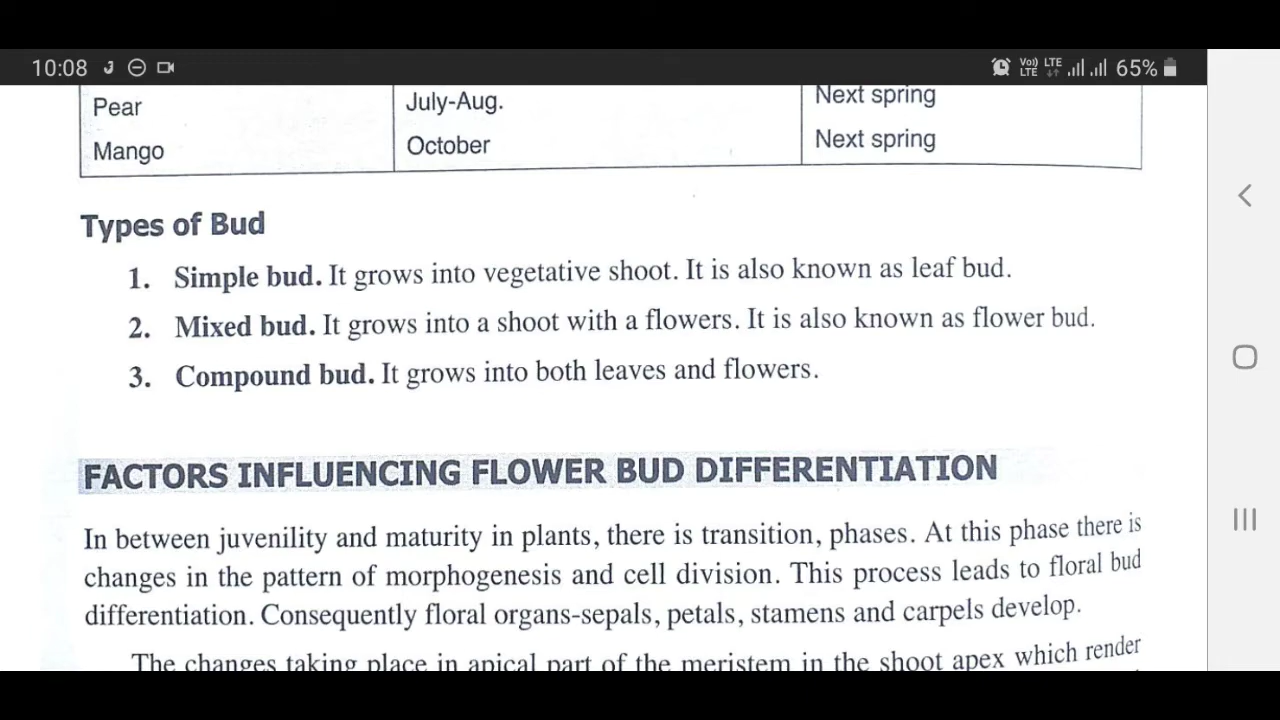 10:08 Vo) LTE LTE 65%
Pear July-Aug. Next spring
Mango October Next spring
Types of Bud
1. Simple bud. It grows into vegetative shoot. It is also known as leaf bud.
2. Mixed bud. It grows into a shoot with a flowers. It is also known as flower bud.
3. Compound bud. It grows into both leaves and flowers.
FACTORS INFLUENCING FLOWER BUD DIFFERENTIATION
In between juvenility and maturity in plants, there is transition, phases. At this phase there is
changes in the pattern of morphogenesis and cell division. This process leads to floral bud
differentiation. Consequently floral organs-sepals, petals, stamens and carpels develop.
The changes taking place in apical part of the meristem in the shoot apex which render